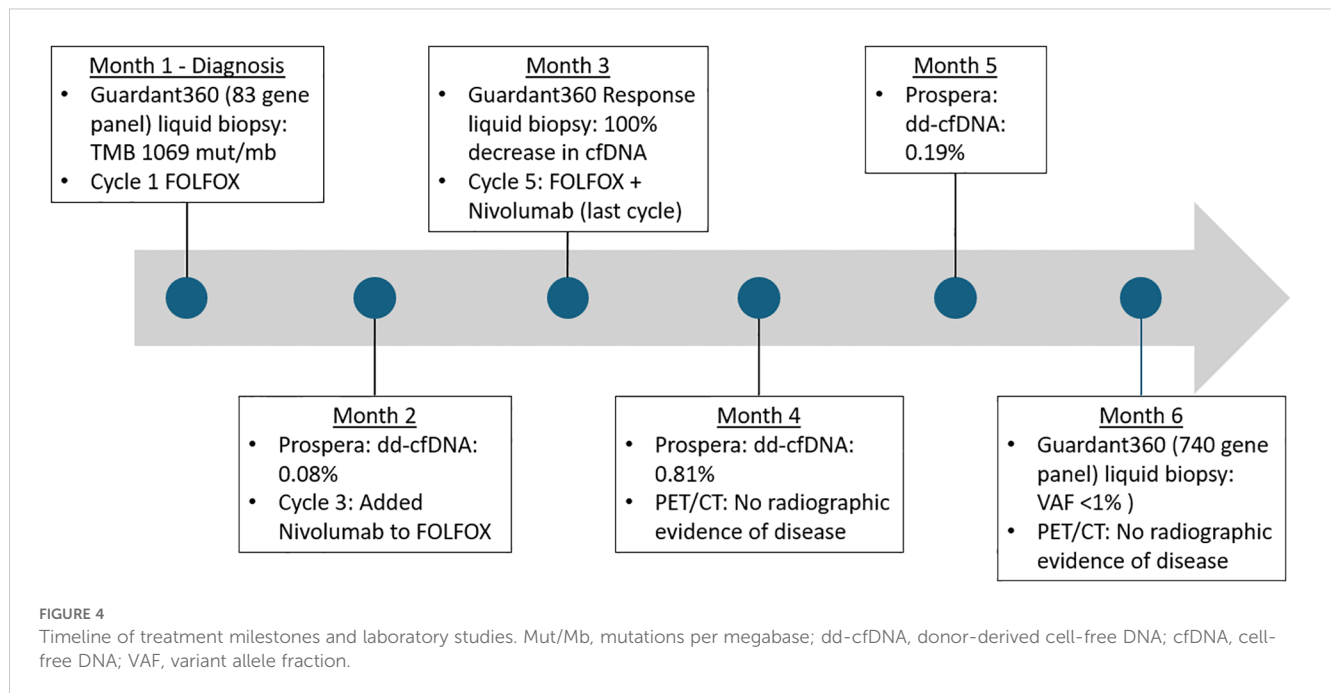 Month 1 - Diagnosis
• Guardant360 (83 gene
panel) liquid biopsy:
TMB 1069 mut/mb
• Cycle 1 FOLFOX
Month 3
• Guardant360 Response
liquid biopsy: 100%
decrease in cfDNA
• Cycle 5: FOLFOX +
Nivolumab (last cycle)
Month 5
• Prospera:
dd-cfDNA:
0.19%
Month 2
• Prospera: dd-cfDNA:
0.08%
• Cycle 3: Added
Nivolumab to FOLFOX
Month 4
• Prospera: dd-cfDNA:
0.81%
• PET/CT: No radiographic
evidence of disease
Month 6
• Guardant360 (740 gene
panel) liquid biopsy:
VAF <1% )
• PET/CT: No radiographic
evidence of disease
FIGURE 4
Timeline of treatment milestones and laboratory studies. Mut/Mb, mutations per megabase; dd-cfDNA, donor-derived cell-free DNA; cfDNA, cell-
free DNA; VAF, variant allele fraction.